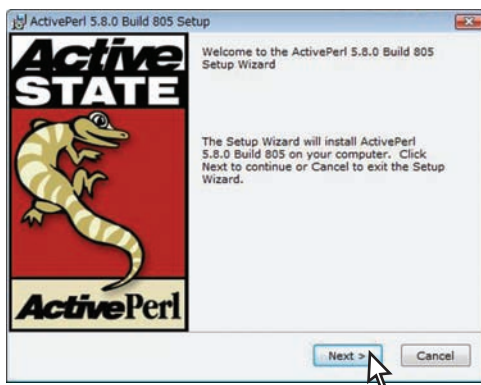 ActivePerl 5.8.0 Build 805 Setup
Active
STATE
ActivePerl
Welcome to the ActivePerl 5.8.0 Build 805
Setup Wizard
The Setup Wizard will install ActivePerl
5.8.0 Build 805 on your computer. Click
Next to continue or Cancel to exit the Setup
Wizard.
Next >
Cancel